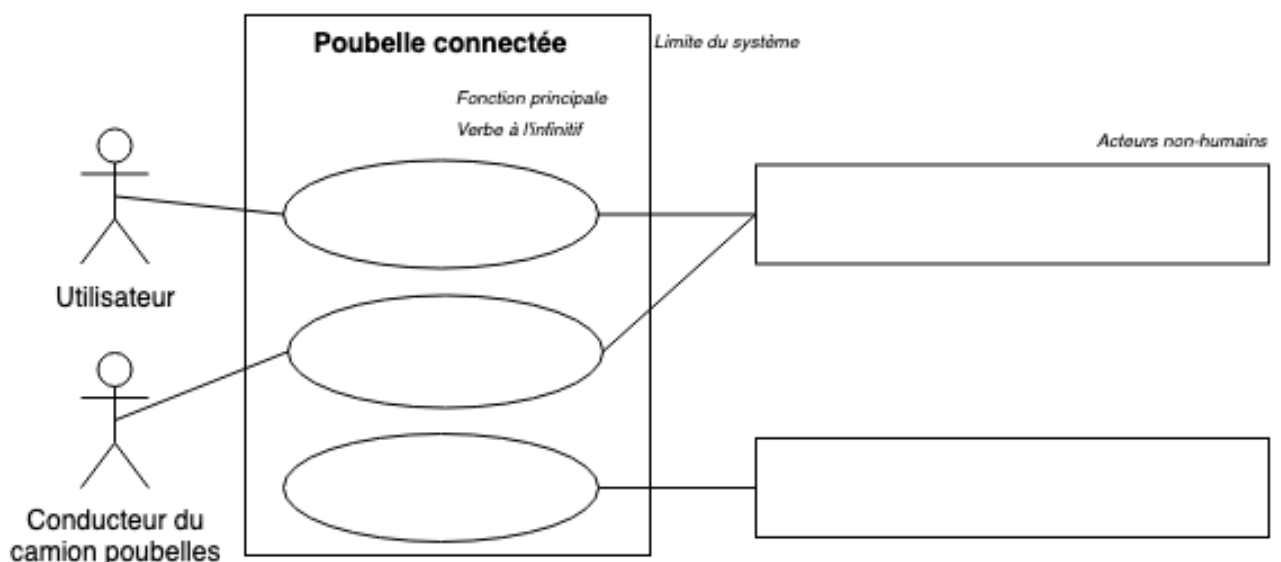 Poubelle connectée
Limite du système
Fonction principale
Verbe à l'infinitif
Acteurs non-humains
Utilisateur
Conducteur du
camion poubelles